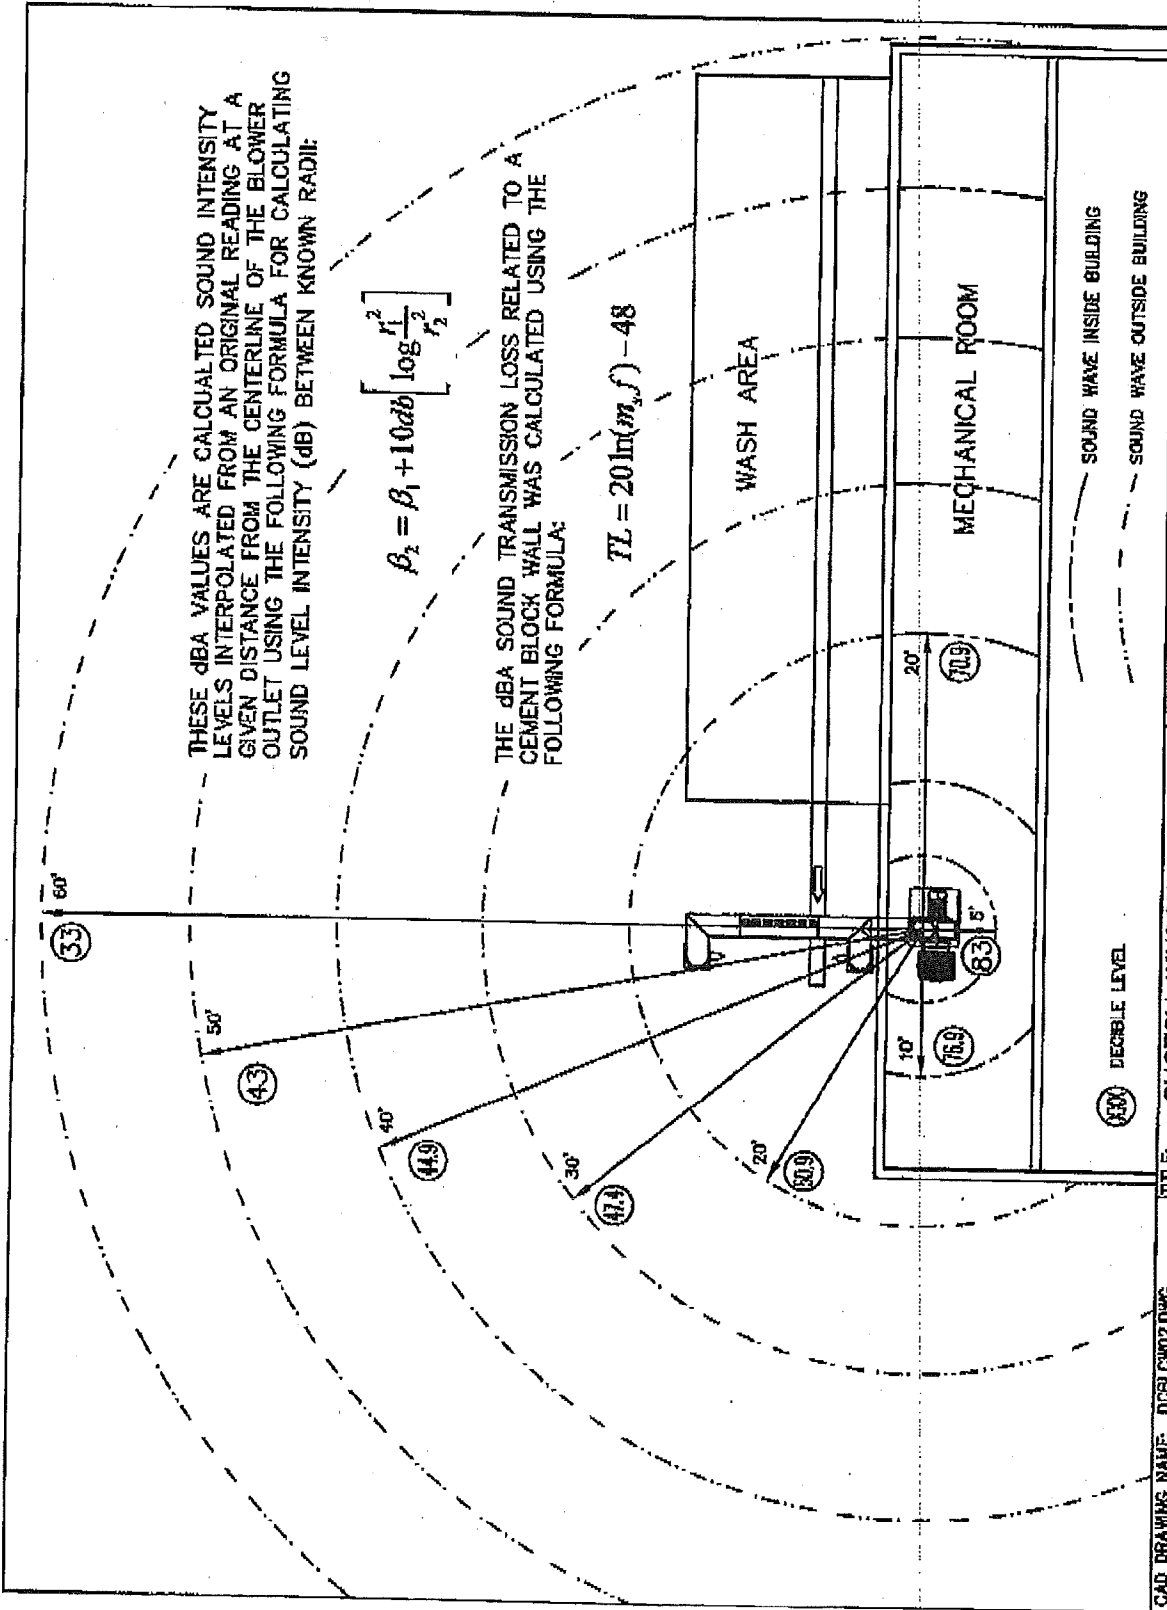 THESE dBA VALUES ARE CALCUALTED SOUND INTENSITY
LEVELS INTERPOLATED FROM AN ORIGINAL READING AT A
GIVEN DISTANCE FROM THE CENTERLINE OF THE BLOWER
OUTLET USING THE FOLLOWING FORMULA FOR CALCULATING
SOUND LEVEL INTENSITY (dB) BETWEEN KNOWN RADII:
β₂ = β₁ + 10db [log r₁²/r₂²]
THE dBA SOUND TRANSMISSION LOSS RELATED TO A
CEMENT BLOCK WALL WAS CALCULATED USING THE
FOLLOWING FORMULA:
TL = 20 ln(mₛ f) − 48
33
60'
43
50'
44.9
40'
47.4
30'
50.9
20'
WASH AREA
MECHANICAL ROOM
20'
70.9
10'
76.9
83
5'
SOUND WAVE INSIDE BUILDING
SOUND WAVE OUTSIDE BUILDING
DECIBLE LEVEL
CAD DRAWING NAME: